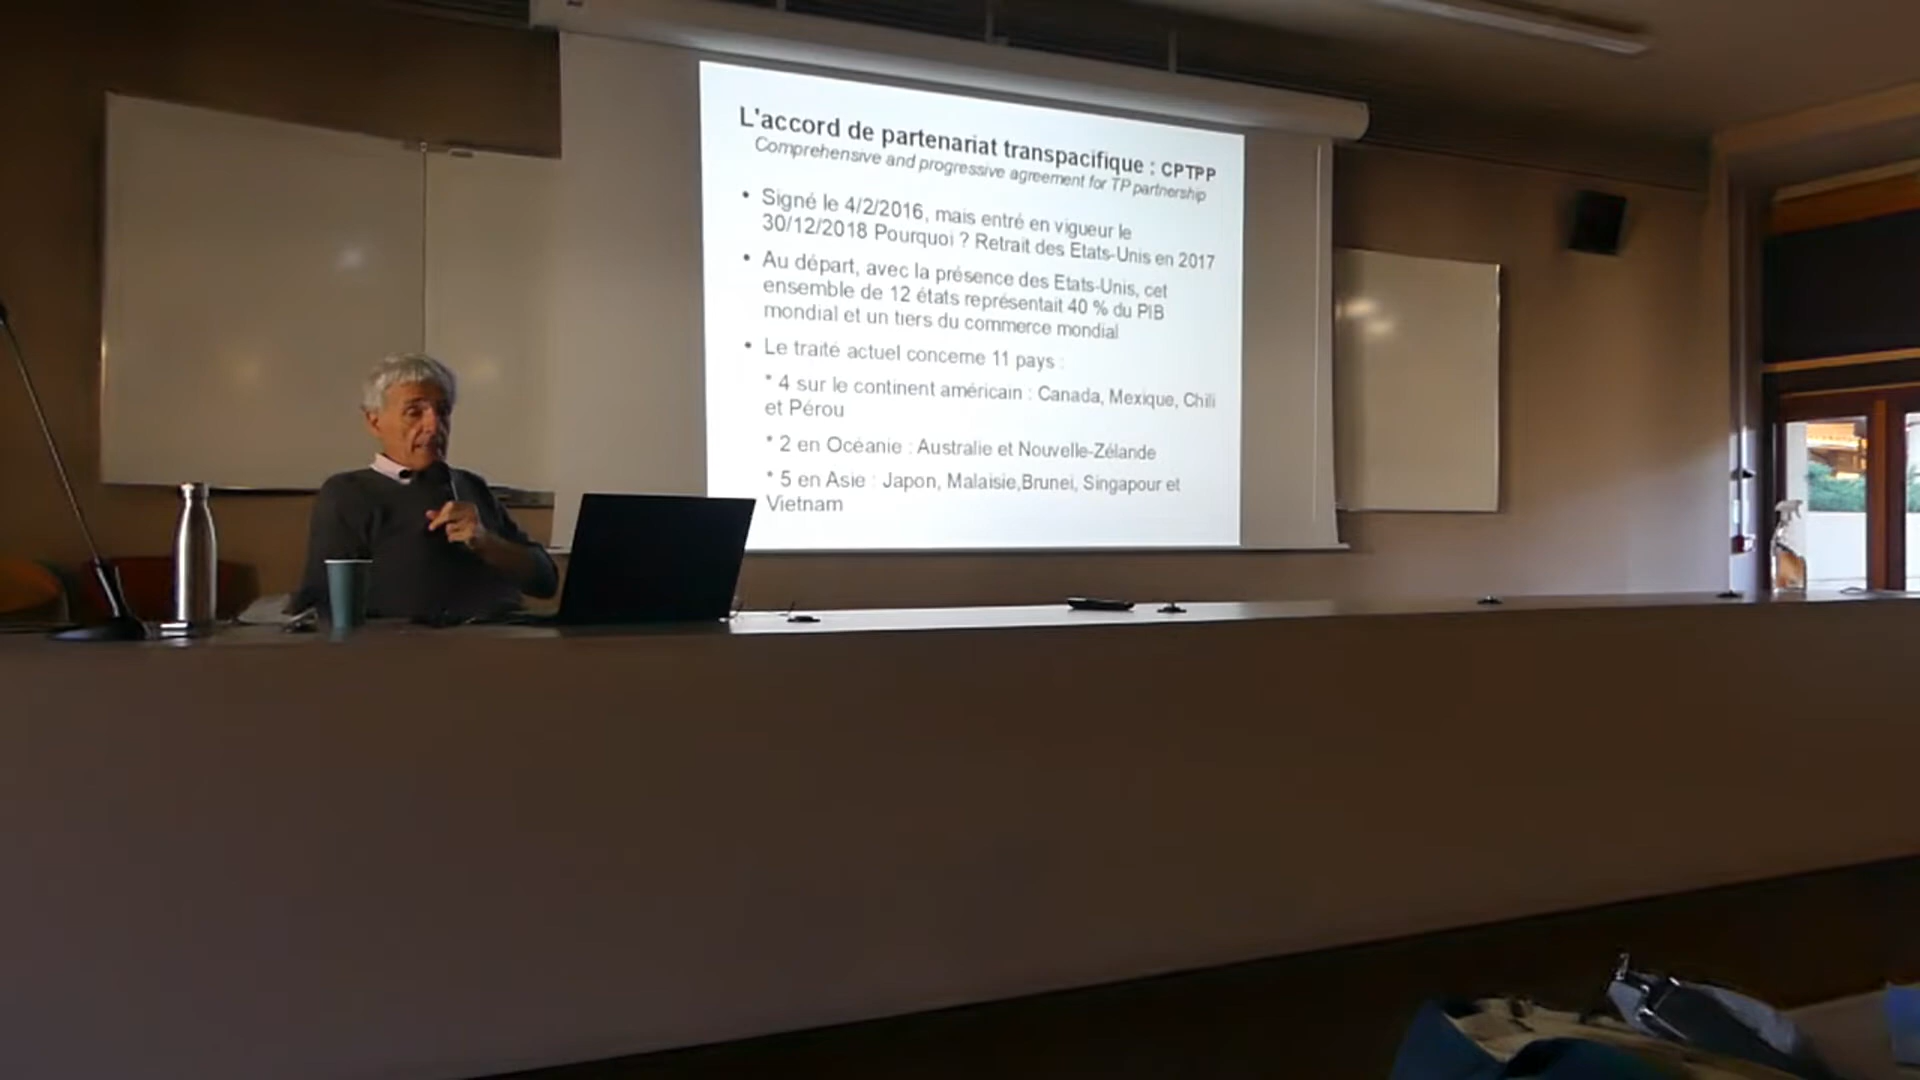 L'accord de partenariat transpacifique : CPTPP
Comprehensive and progressive agreement for TP partnership
• Signé le 4/2/2016, mais entré en vigueur le
30/12/2018 Pourquoi ? Retrait des Etats-Unis en 2017
• Au départ, avec la présence des Etats-Unis, cet
ensemble de 12 états représentait 40 % du PIB
mondial et un tiers du commerce mondial
• Le traité actuel concerne 11 pays :
* 4 sur le continent américain : Canada, Mexique, Chili
et Pérou
* 2 en Océanie : Australie et Nouvelle-Zélande
* 5 en Asie : Japon, Malaisie,Brunei, Singapour et
Vietnam